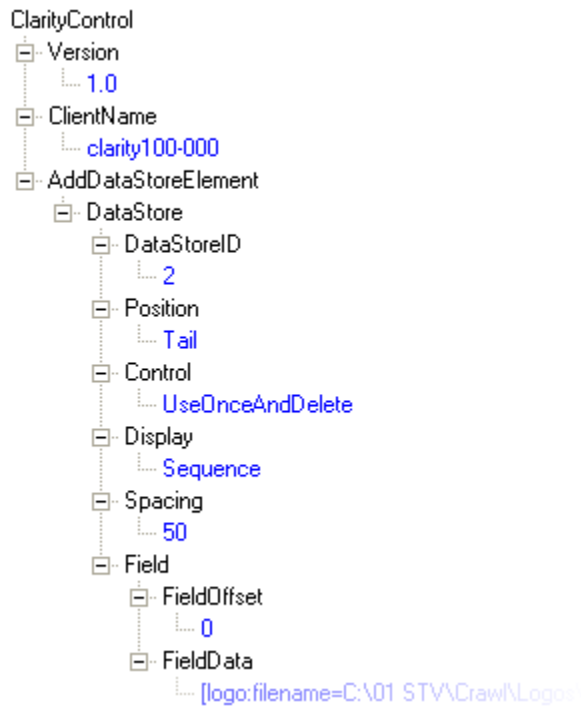 ClarityControl
Version
1.0
ClientName
clarity100-000
AddDataStoreElement
DataStore
DataStoreID
2
Position
Tail
Control
UseOnceAndDelete
Display
Sequence
Spacing
50
Field
FieldOffset
0
FieldData
[logo:filename=C:\01 STV\Crawl\Logos\